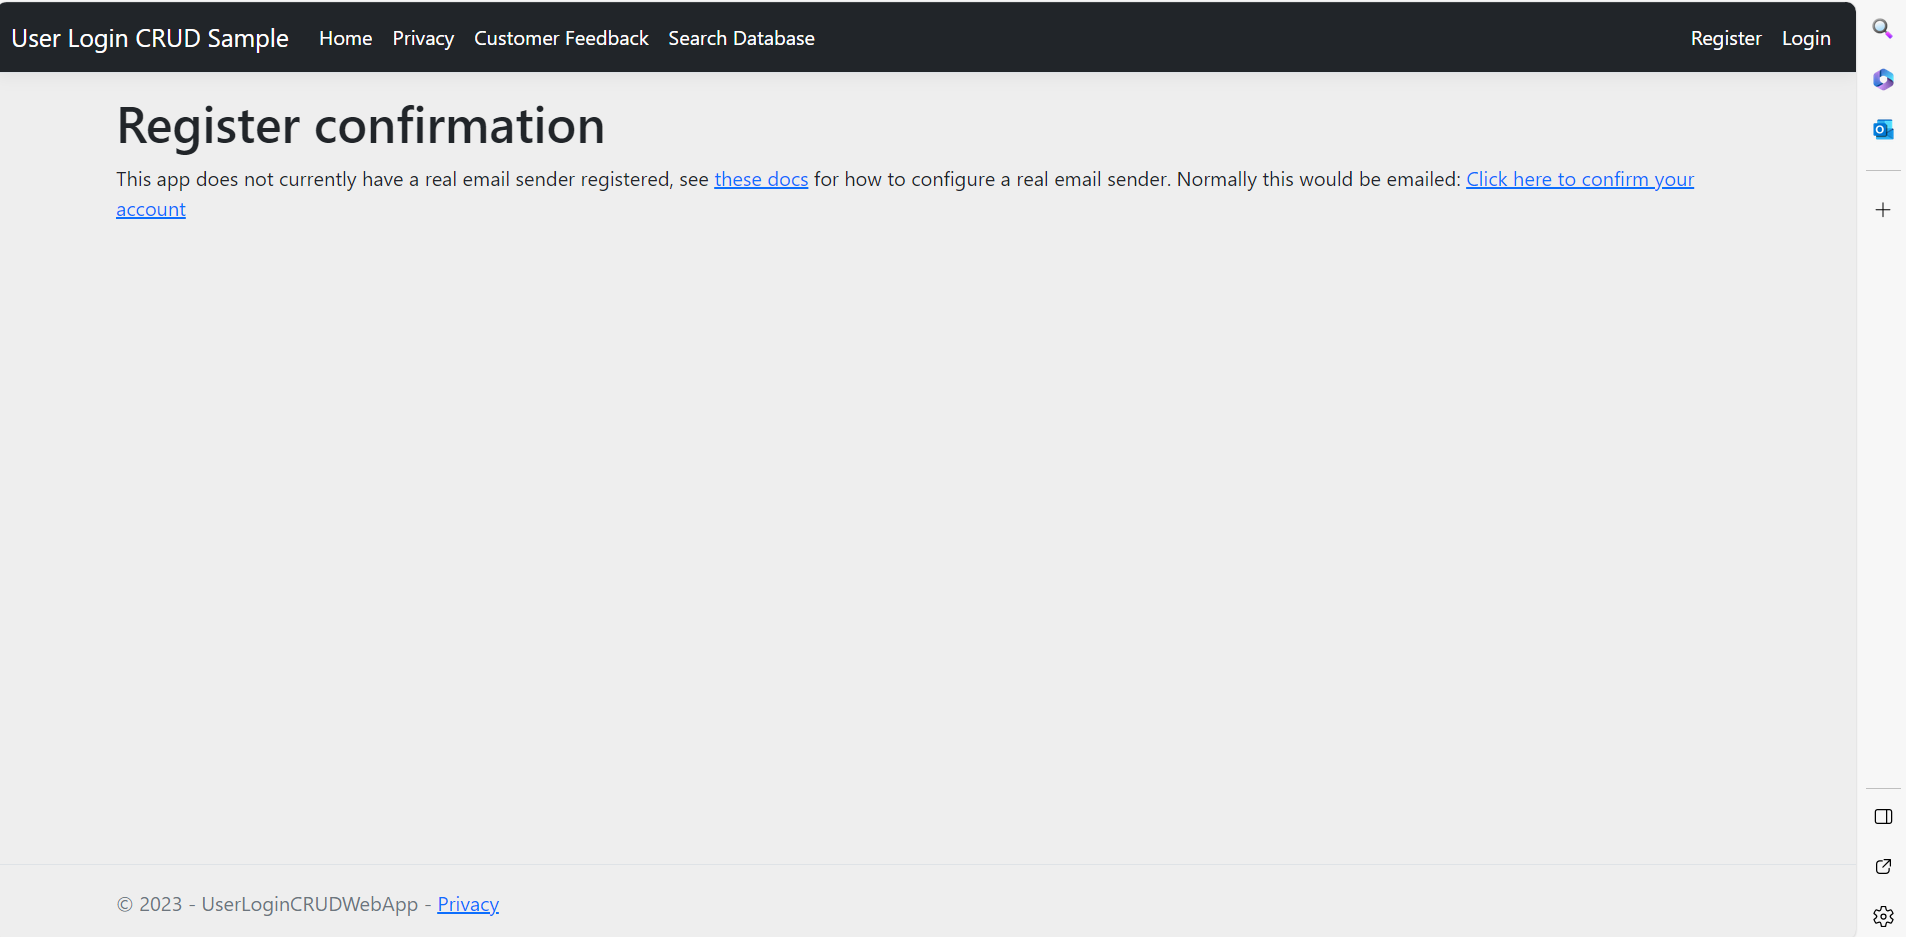 User Login CRUD Sample Home Privacy Customer Feedback Search Database Register Login
Register confirmation
This app does not currently have a real email sender registered, see these docs for how to configure a real email sender. Normally this would be emailed: Click here to confirm your
account
© 2023 - UserLoginCRUDWebApp - Privacy